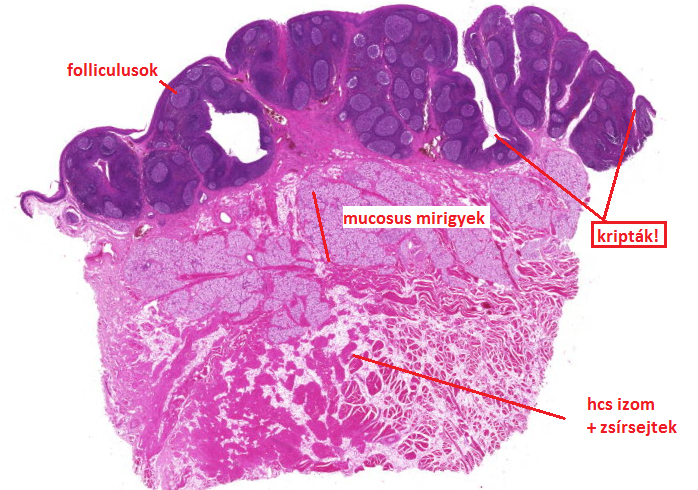 folliculusok
mucosus mirigyek
kripták!
hcs izom
+ zsírsejtek